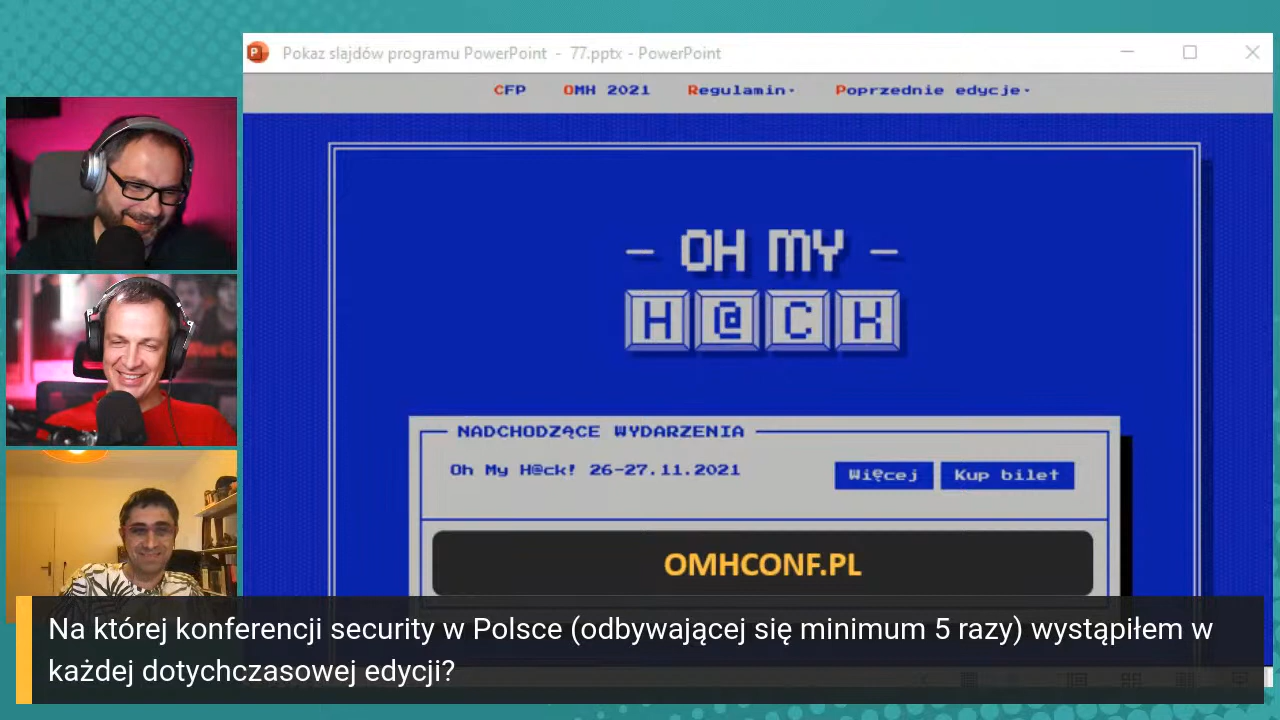 Pokaz slajdów programu PowerPoint - 77.pptx - PowerPoint
CFP OMH 2021 Regulamin Poprzednie edycje
— OH MY —
H@CK
NADCHODZĄCE WYDARZENIA
Oh My H@ck! 26-27.11.2021 Więcej Kup bilet
OMHCONF.PL
Na której konferencji security w Polsce (odbywającej się minimum 5 razy) wystąpiłem w
każdej dotychczasowej edycji?